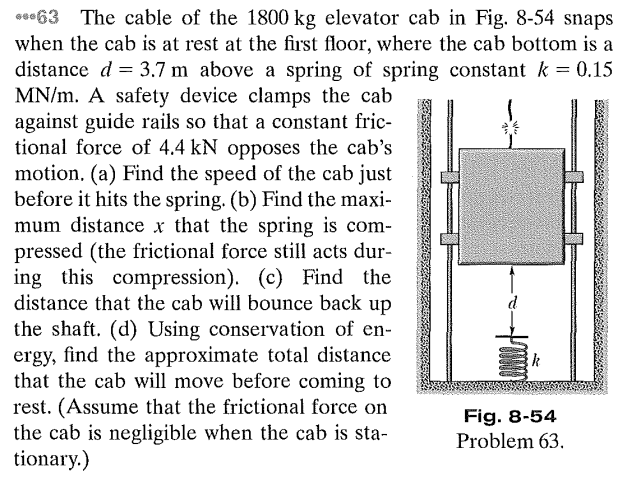 •••63 The cable of the 1800 kg elevator cab in Fig. 8-54 snaps
when the cab is at rest at the first floor, where the cab bottom is a
distance d = 3.7 m above a spring of spring constant k = 0.15
MN/m. A safety device clamps the cab
against guide rails so that a constant fric-
tional force of 4.4 kN opposes the cab's
motion. (a) Find the speed of the cab just
before it hits the spring. (b) Find the maxi-
mum distance x that the spring is com-
pressed (the frictional force still acts dur-
ing this compression). (c) Find the
distance that the cab will bounce back up
the shaft. (d) Using conservation of en-
ergy, find the approximate total distance
that the cab will move before coming to
rest. (Assume that the frictional force on
the cab is negligible when the cab is sta-
tionary.)
d
k
Fig. 8-54
Problem 63.